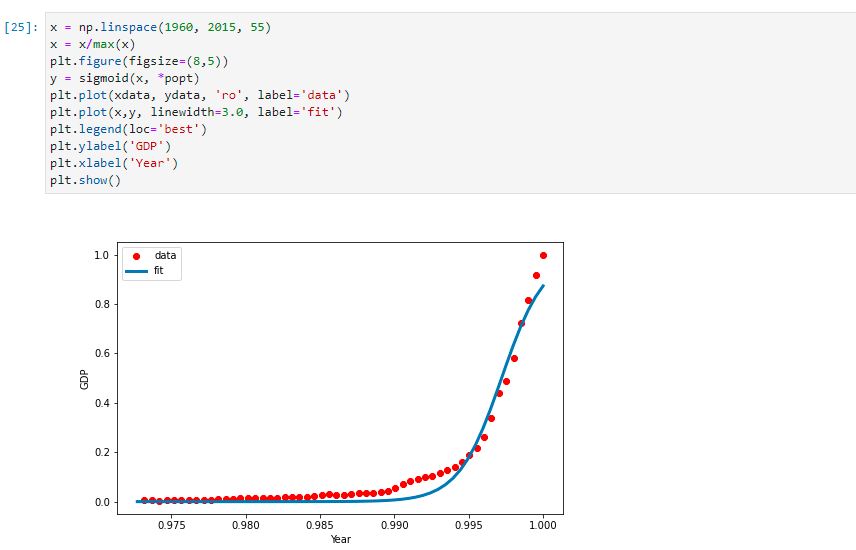 [25]: x = np.linspace(1960, 2015, 55)
x = x/max(x)
plt.figure(figsize=(8,5))
y = sigmoid(x, *popt)
plt.plot(xdata, ydata, 'ro', label='data')
plt.plot(x,y, linewidth=3.0, label='fit')
plt.legend(loc='best')
plt.ylabel('GDP')
plt.xlabel('Year')
plt.show()
data
fit
1.0
0.8
0.6
0.4
0.2
0.0
GDP
0.975 0.980 0.985 0.990 0.995 1.000
Year